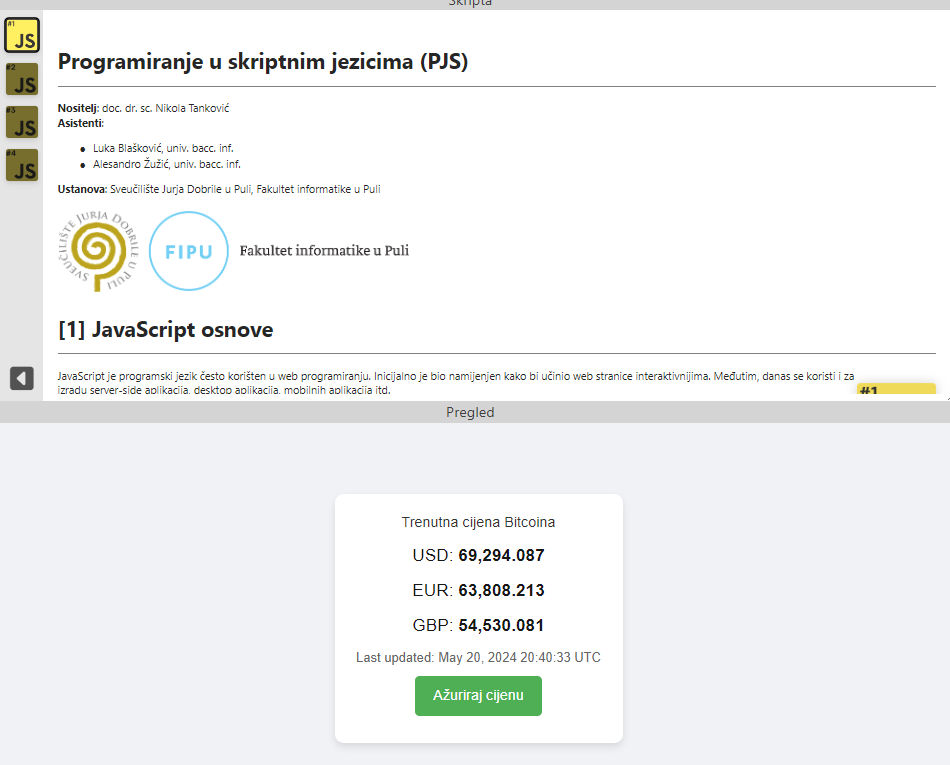 Skripta
#1
JS
#2
JS
#3
JS
#4
JS
Programiranje u skriptnim jezicima (PJS)
Nositelj: doc. dr. sc. Nikola Tanković
Asistenti:
Luka Blašković, univ. bacc. inf.
Alesandro Žužić, univ. bacc. inf.
Ustanova: Sveučilište Jurja Dobrile u Puli, Fakultet informatike u Puli
SVEUČILIŠTE JURJA DOBRILE U PULI
FIPU
Fakultet informatike u Puli
[1] JavaScript osnove
JavaScript je programski jezik često korišten u web programiranju. Inicijalno je bio namijenjen kako bi učinio web stranice interaktivnijima. Međutim, danas se koristi i za
izradu server-side aplikacija, desktop aplikacija, mobilnih aplikacija itd.
#1
Pregled
Trenutna cijena Bitcoina
USD: 69,294.087
EUR: 63,808.213
GBP: 54,530.081
Last updated: May 20, 2024 20:40:33 UTC
Ažuriraj cijenu